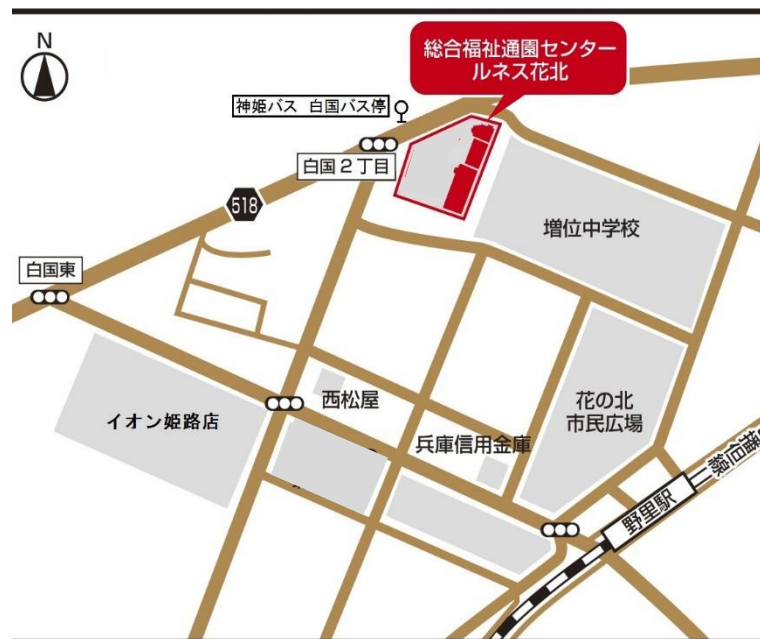 総合福祉通園センター
ルネス花北
N
神姫バス 白国バス停
白国2丁目
518
増位中学校
白国東
西松屋
花の北
市民広場
イオン姫路店
兵庫信用金庫
野里駅
播但線